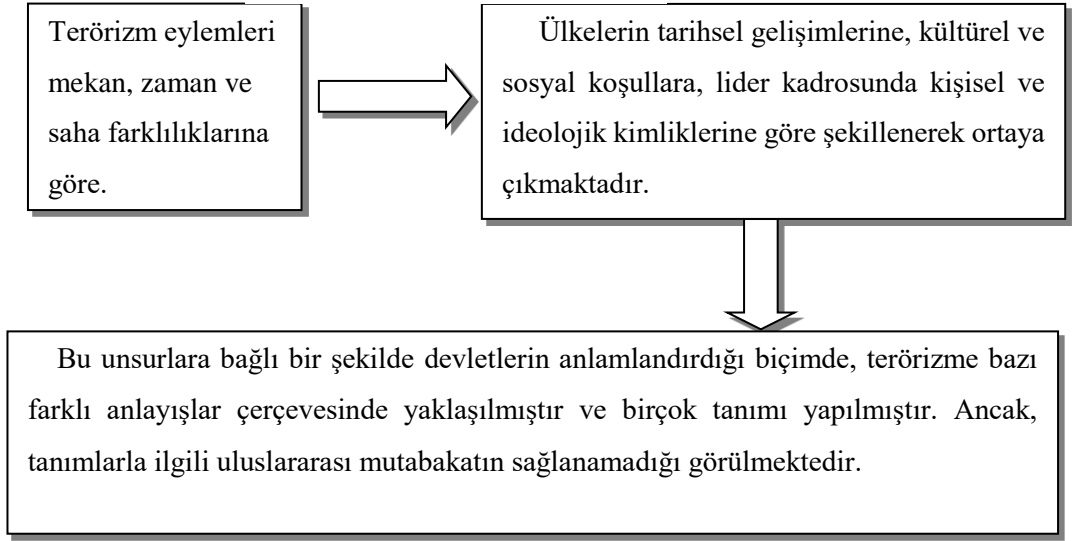 Terörizm eylemleri
mekan, zaman ve
saha farklılıklarına
göre.
Ülkelerin tarihsel gelişimlerine, kültürel ve
sosyal koşullara, lider kadrosunda kişisel ve
ideolojik kimliklerine göre şekillenerek ortaya
çıkmaktadır.
Bu unsurlara bağlı bir şekilde devletlerin anlamlandırdığı biçimde, terörizme bazı
farklı anlayışlar çerçevesinde yaklaşılmıştır ve birçok tanımı yapılmıştır. Ancak,
tanımlarla ilgili uluslararası mutabakatın sağlanamadığı görülmektedir.